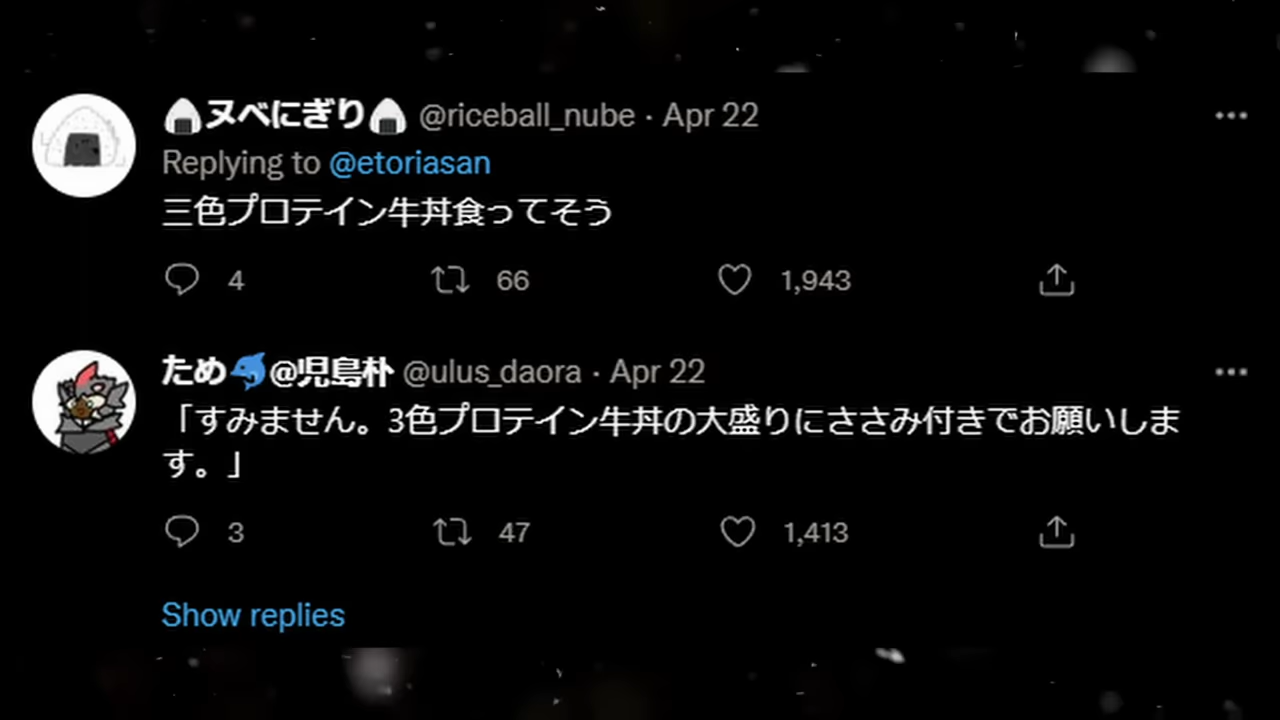 🍙ヌべにぎり🍙 @riceball_nube · Apr 22
Replying to @etoriasan
三色プロテイン牛丼食ってそう
4 66 1,943
ため🐬@児島朴 @ulus_daora · Apr 22
「すみません。3色プロテイン牛丼の大盛りにささみ付きでお願いしま
す。」
3 47 1,413
Show replies